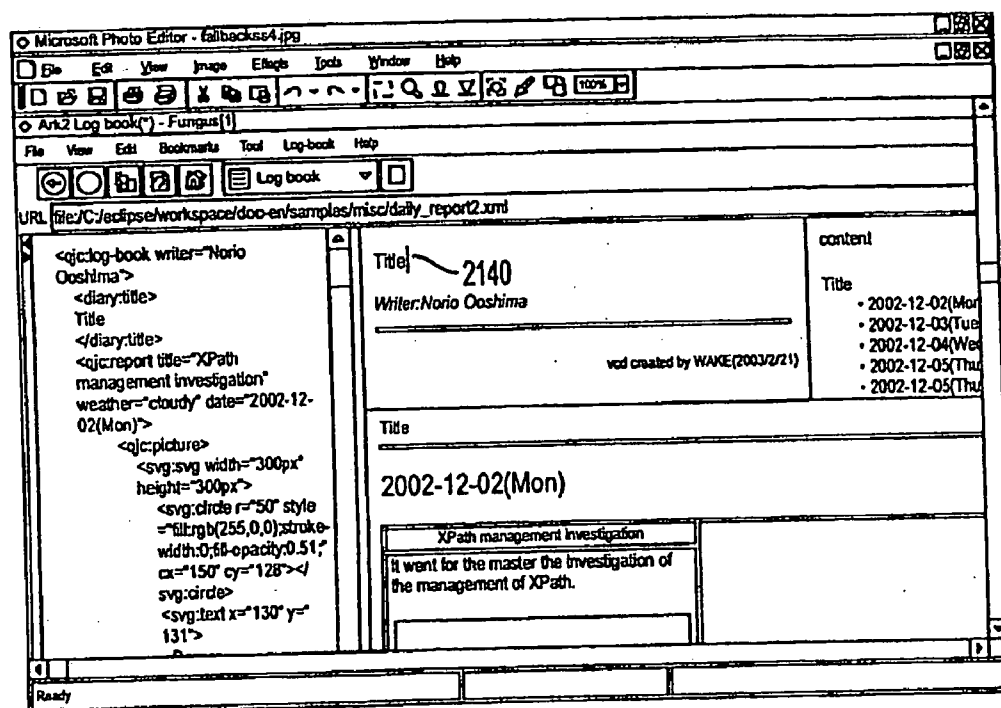 Microsoft Photo Editor - fallbackss4.jpg
File Edit View Image Effects Tools Window Help
100%
Ark2 Log book(*) - Fungus[1]
File View Edit Bookmarks Tool Log-book Help
Log book
URL file:/C:/eclipse/workspace/doc-en/samples/misc/daily_report2.xml
<qjc:log-book writer="Norio
Ooshima">
<diary:title>
Title
</diary:title>
<qjc:report title="XPath
management investigation"
weather="cloudy" date="2002-12-
02(Mon)">
<qjc:picture>
<svg:svg width="300px"
height="300px">
<svg:circle r="50" style
="fill:rgb(255,0,0);stroke-
width:0;fill-opacity:0.51;"
cx="150" cy="128"></
svg:circle>
<svg:text x="130" y="
131">
Title
2140
Writer:Norio Ooshima
vcd created by WAKE(2003/2/21)
content
Title
• 2002-12-02(Mon
• 2002-12-03(Tue
• 2002-12-04(Wed
• 2002-12-05(Thu
• 2002-12-05(Thu
Title
2002-12-02(Mon)
XPath management investigation
It went for the master the investigation of
the management of XPath.
Ready